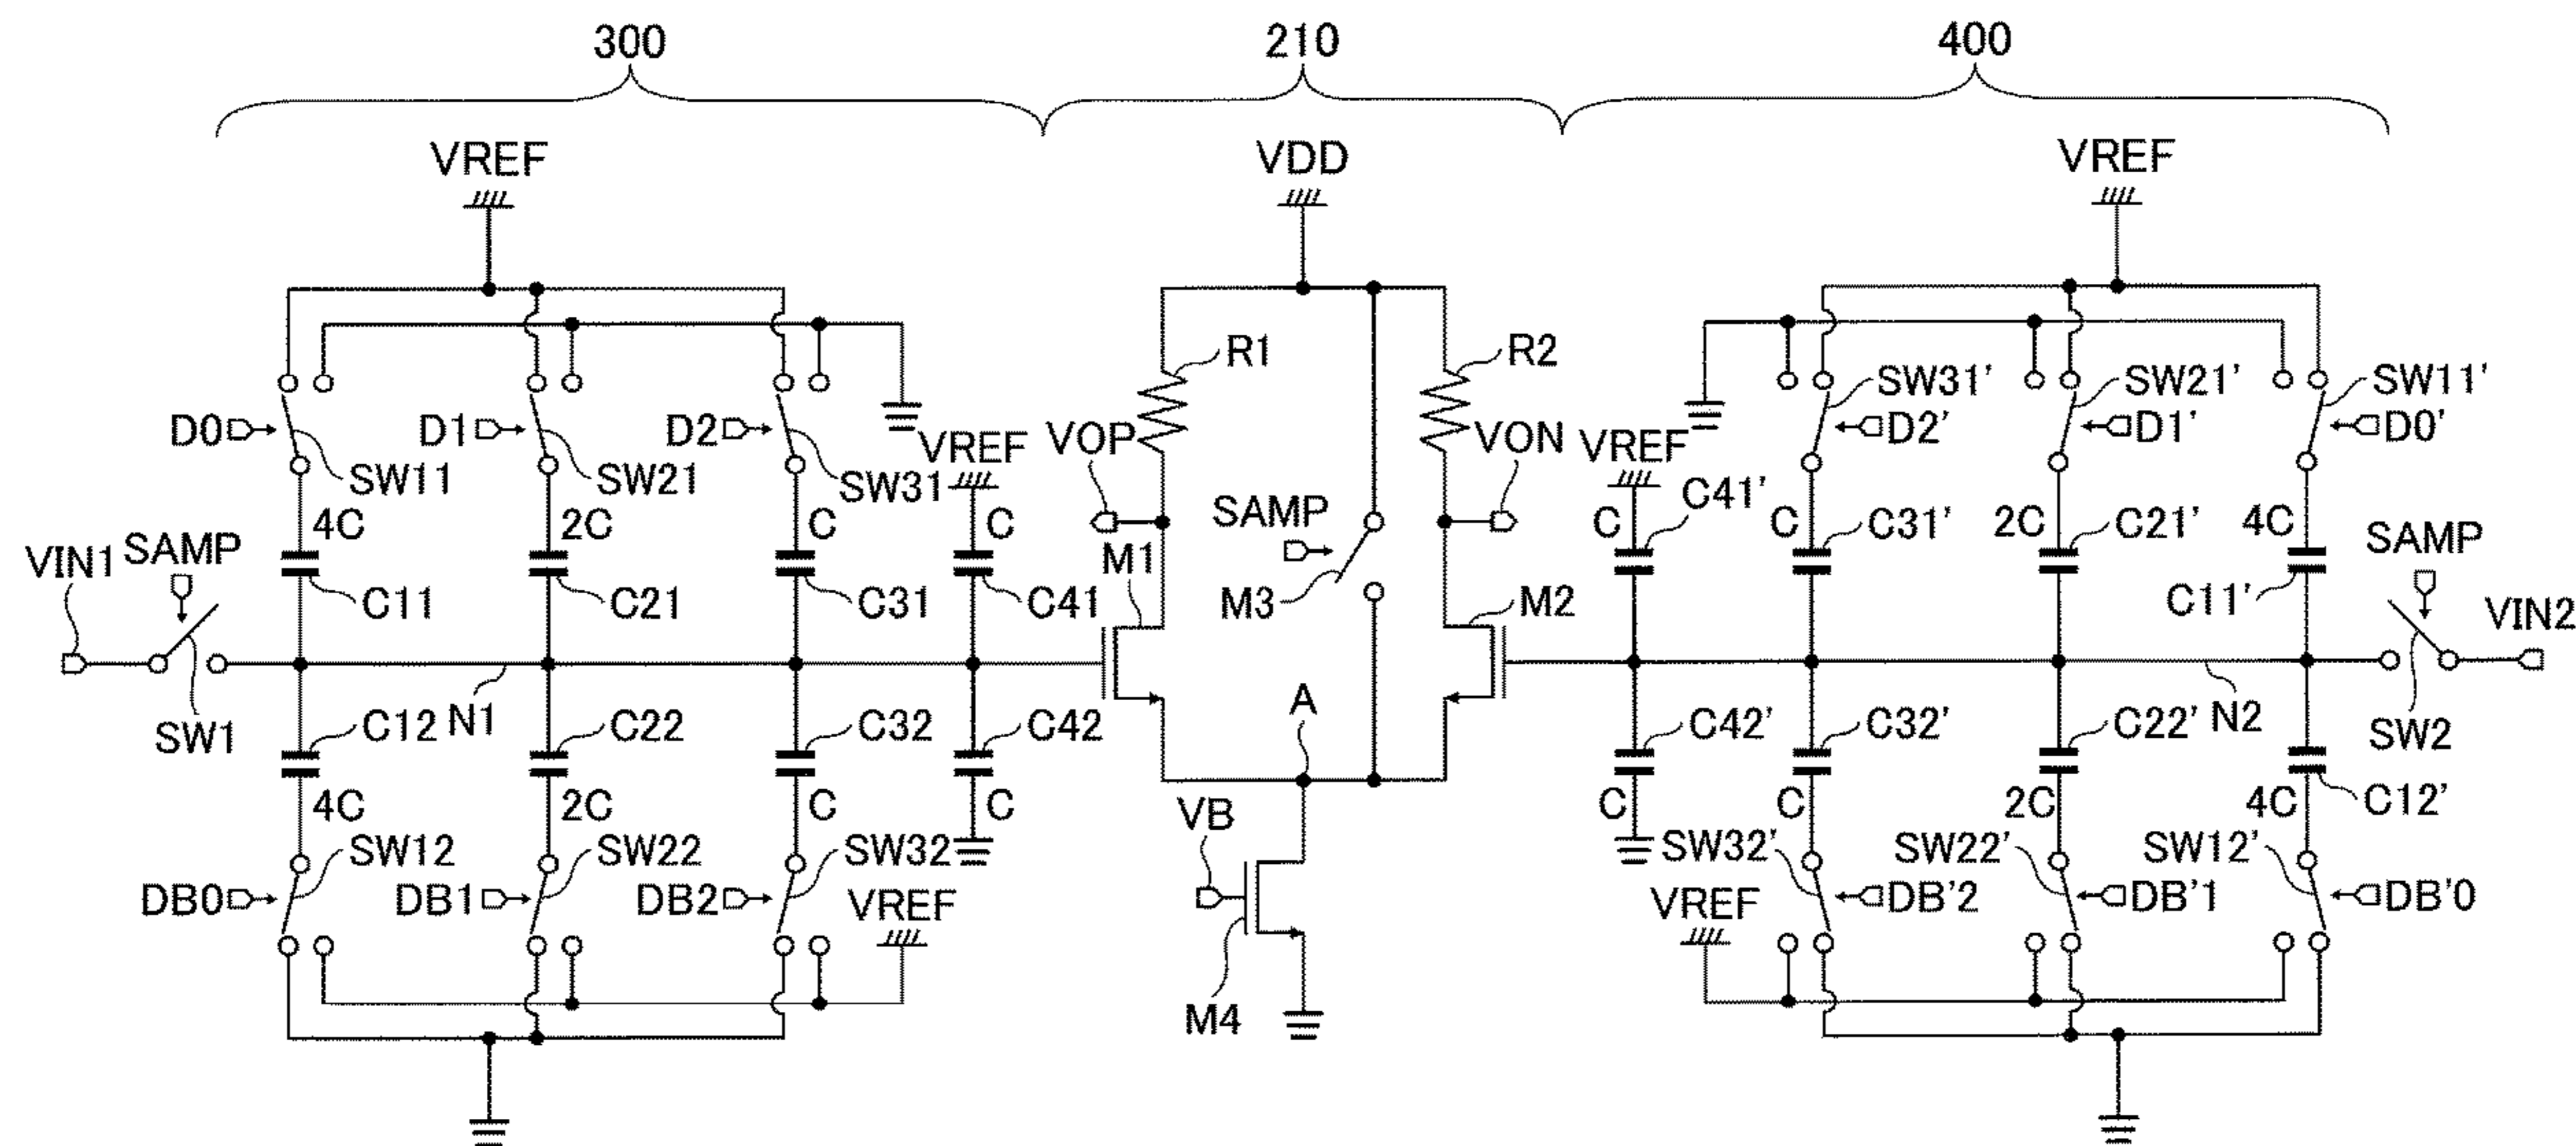 300
210
400
VREF
VDD
VREF
R1
R2
SW31'
SW21'
SW11'
D0
D1
D2
VREF
VOP
VON
VREF
D2'
D1'
D0'
SW11
SW21
SW31
C41'
4C
2C
C
C
SAMP
C
C
2C
4C
VIN1
SAMP
M1
C31'
C21'
SAMP
C11
C21
C31
C41
M3
M2
C11'
VIN2
SW1
C12
N1
C22
C32
C42
A
C42'
C32'
C22'
N2
SW2
4C
2C
C
C
VB
C
C
2C
4C
C12'
SW12
SW22
SW32
SW32'
SW22'
SW12'
DB0
DB1
DB2
VREF
VREF
DB'2
DB'1
DB'0
M4